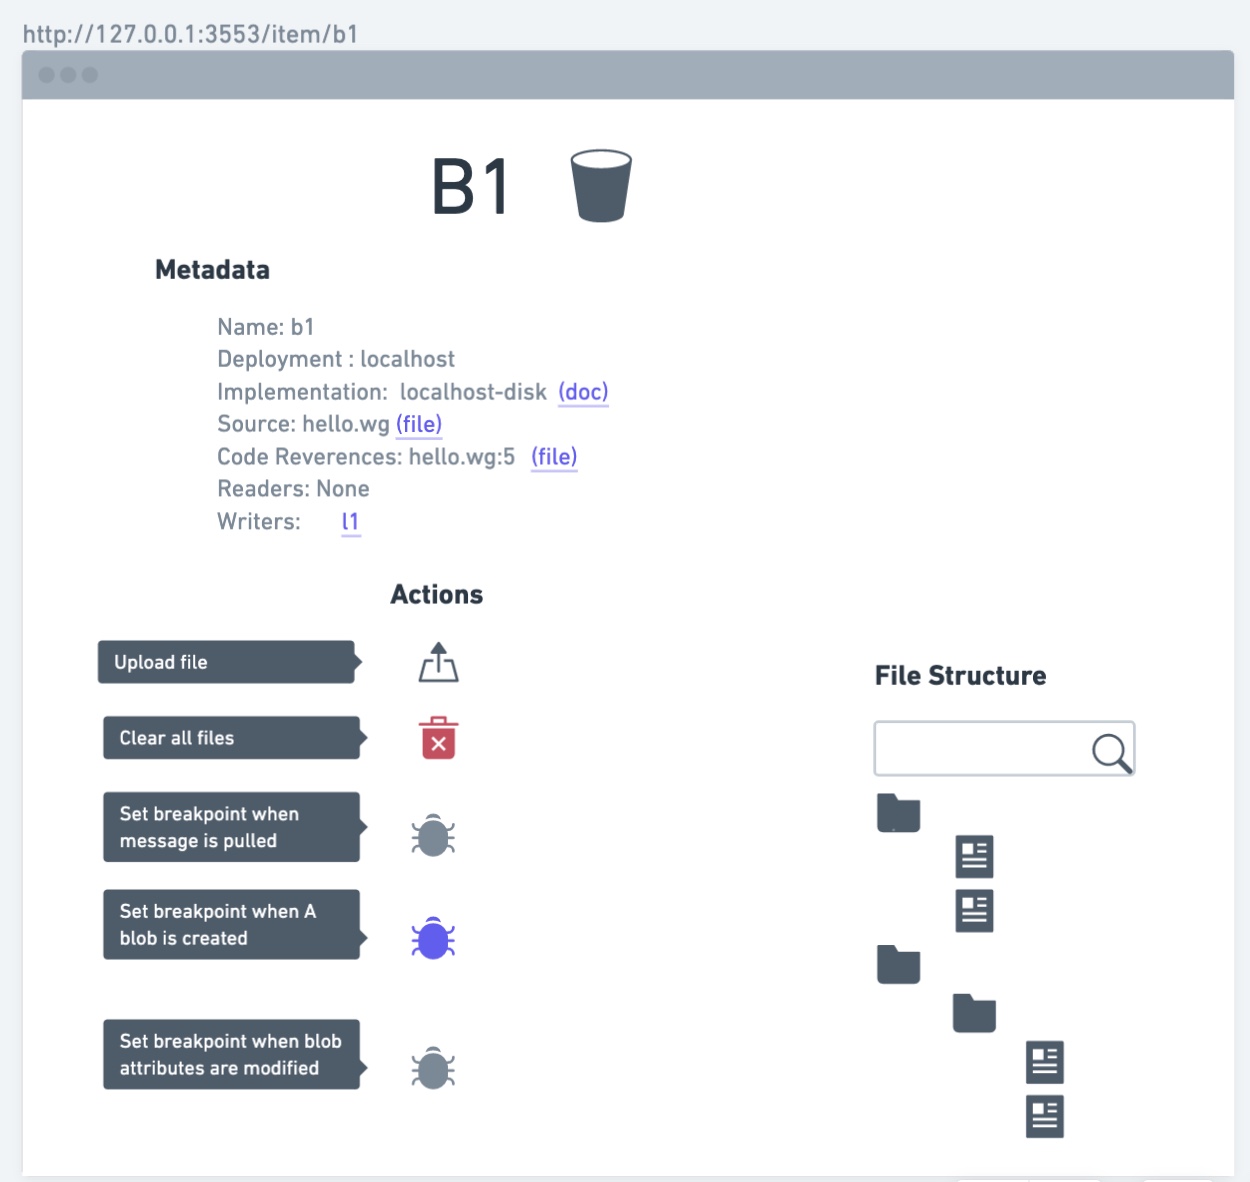 http://127.0.0.1:3553/item/b1
B1
Metadata
Name: b1
Deployment : localhost
Implementation: localhost-disk (doc)
Source: hello.wg (file)
Code Reverences: hello.wg:5 (file)
Readers: None
Writers: l1
Actions
Upload file
Clear all files
Set breakpoint when
message is pulled
Set breakpoint when A
blob is created
Set breakpoint when blob
attributes are modified
File Structure